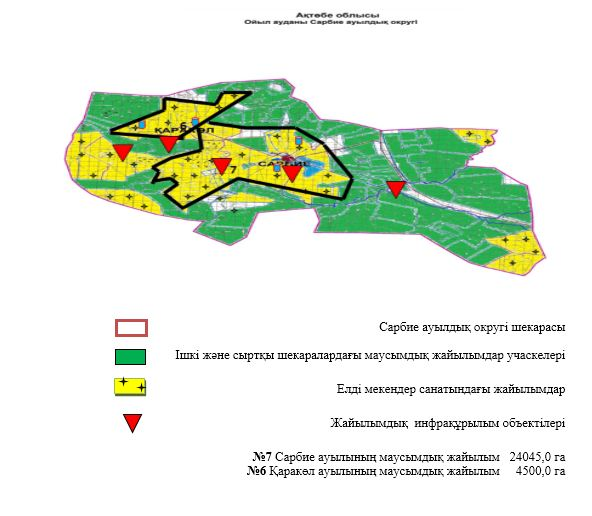 Ақтөбе облысы
Ойыл ауданы Сарбие ауылдық округі
6
ҚАРАКӨЛ
7
САРБИЕ
Сарбие ауылдық округі шекарасы
Ішкі және сыртқы шекаралардағы маусымдық жайылымдар учаскелері
Елді мекендер санатындағы жайылымдар
Жайылымдық инфрақұрылым объектілері
№7 Сарбие ауылының маусымдық жайылым 24045,0 га
№6 Қаракөл ауылының маусымдық жайылым 4500,0 га